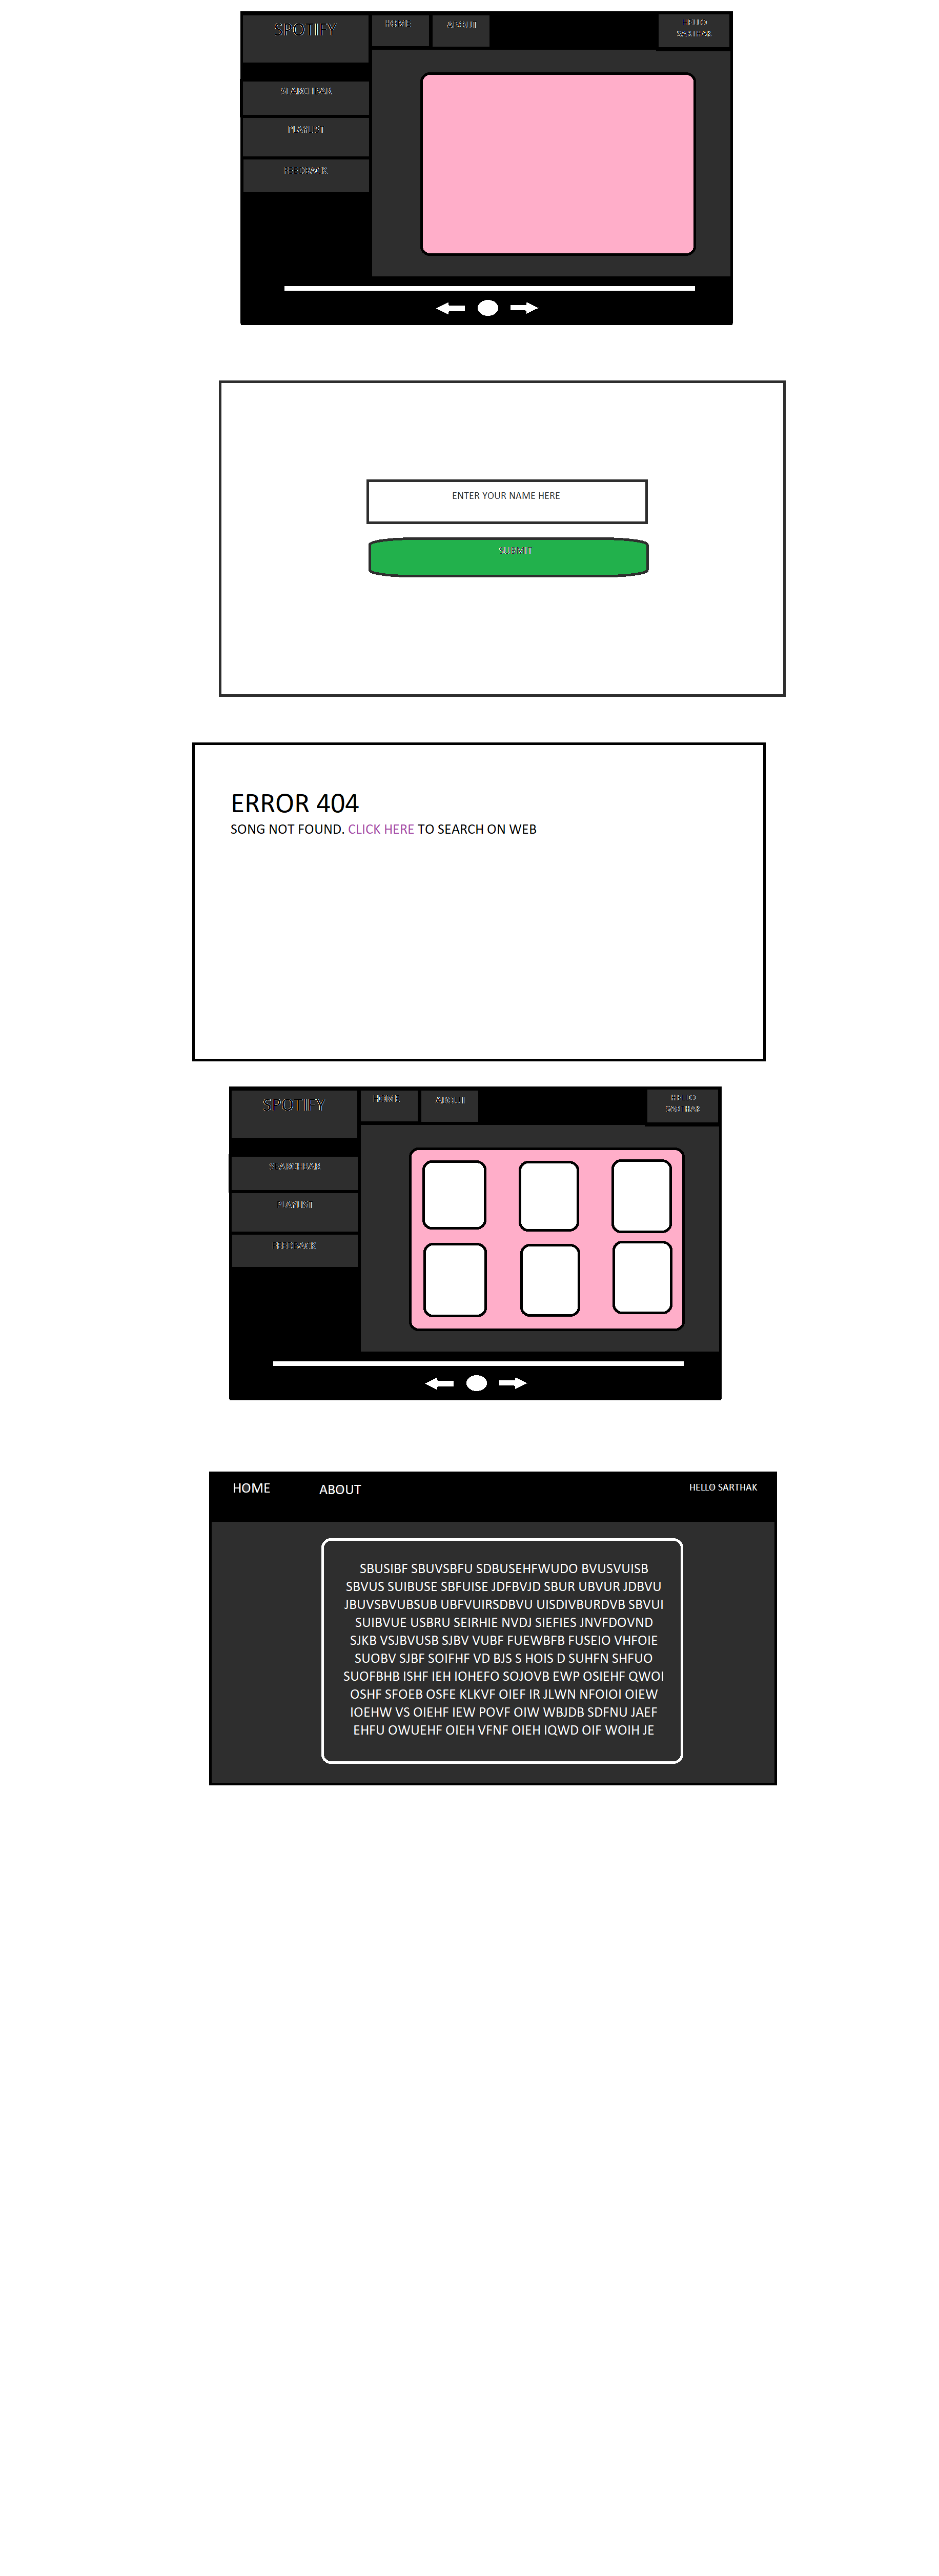 SPOTIFY
HOME
ABOUT
HELLO
SARTHAK
SEARCHBAR
PLAYLIST
FEEDBACK
ENTER YOUR NAME HERE
SUBMIT
ERROR 404
SONG NOT FOUND. CLICK HERE TO SEARCH ON WEB
SPOTIFY
HOME
ABOUT
HELLO
SARTHAK
SEARCHBAR
PLAYLIST
FEEDBACK
HOME
ABOUT
HELLO SARTHAK
SBUSIBF SBUVSBFU SDBUSEHFWUDO BVUSVUISB
SBVUS SUIBUSE SBFUISE JDFBVJD SBUR UBVUR JDBVU
JBUVSBVUBSUB UBFVUIRSDBVU UISDIVBURDVB SBVUI
SUIBVUE USBRU SEIRHIE NVDJ SIEFIES JNVFDOVND
SJKB VSJBVUSB SJBV VUBF FUEWBFB FUSEIO VHFOIE
SUOBV SJBF SOIFHF VD BJS S HOIS D SUHFN SHFUO
SUOFBHB ISHF IEH IOHEFO SOJOVB EWP OSIEHF QWOI
OSHF SFOEB OSFE KLKVF OIEF IR JLWN NFOIOI OIEW
IOEHW VS OIEHF IEW POVF OIW WBJDB SDFNU JAEF
EHFU OWUEHF OIEH VFNF OIEH IQWD OIF WOIH JE